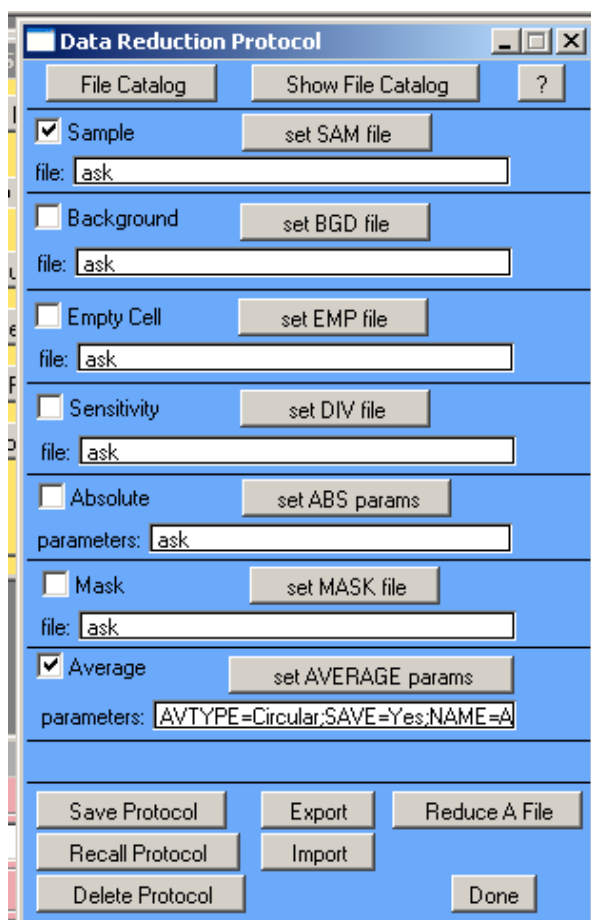 Data Reduction Protocol
File Catalog Show File Catalog ?
Sample set SAM file
file: ask
Background set BGD file
file: ask
Empty Cell set EMP file
file: ask
Sensitivity set DIV file
file: ask
Absolute set ABS params
parameters: ask
Mask set MASK file
file: ask
Average set AVERAGE params
parameters: AVTYPE=Circular;SAVE=Yes;NAME=A
Save Protocol Export Reduce A File
Recall Protocol Import
Delete Protocol Done